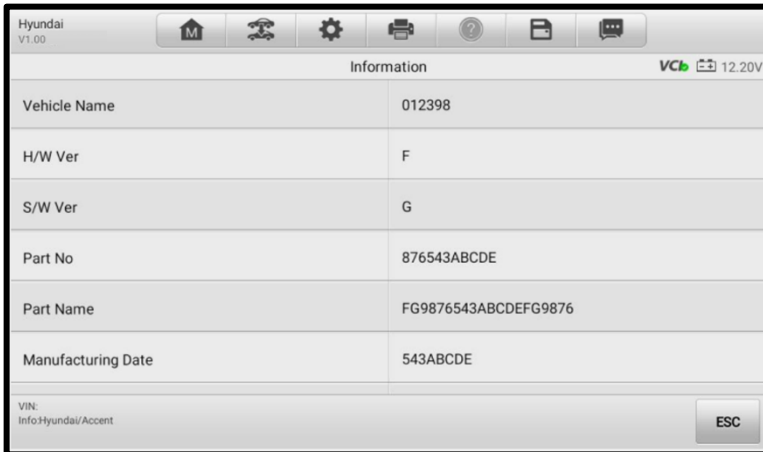 Hyundai
V1.00
M
Information
VCI 12.20V
Vehicle Name 012398
H/W Ver F
S/W Ver G
Part No 876543ABCDE
Part Name FG9876543ABCDEFG9876
Manufacturing Date 543ABCDE
VIN:
Info:Hyundai/Accent
ESC